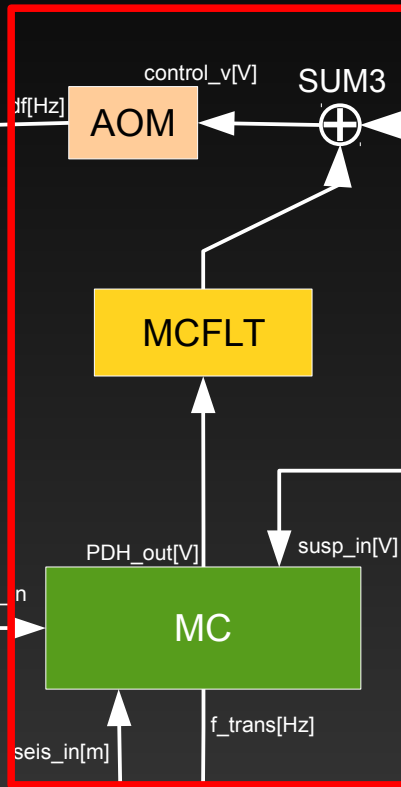 control_v[V]
SUM3
df[Hz]
AOM
MCFLT
PDH_out[V]
susp_in[V]
MC
f_trans[Hz]
seis_in[m]